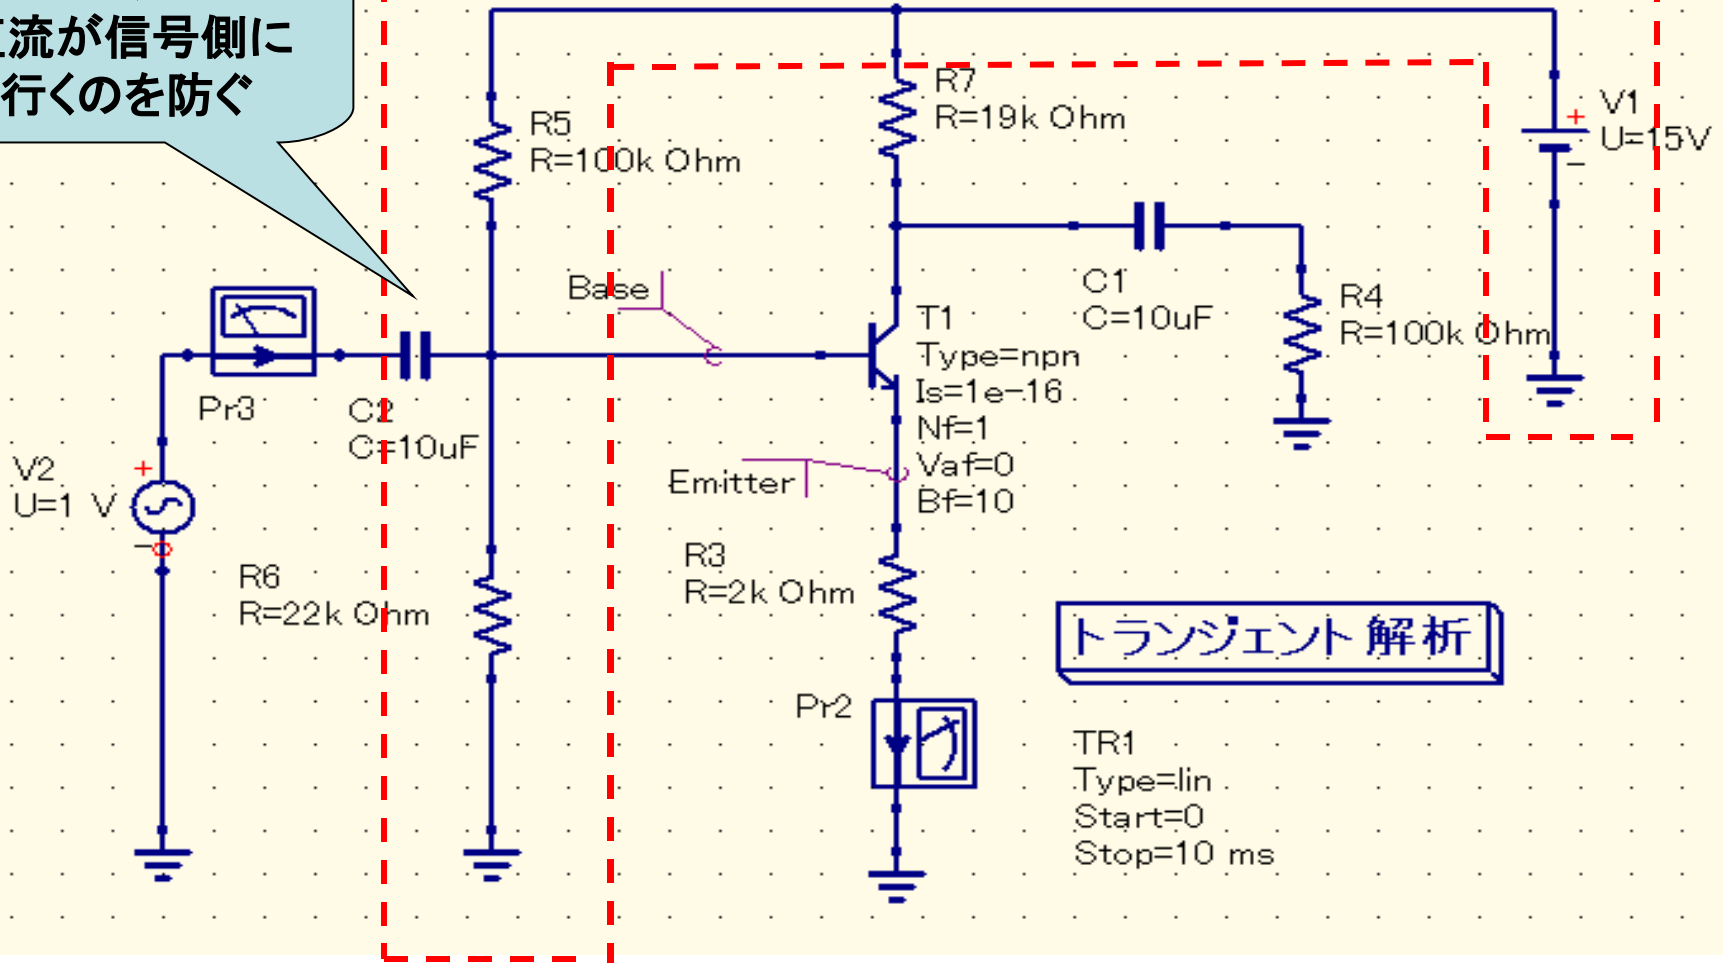 流が信号側に
行くのを防ぐ
R5
R=100k Ohm
R7
R=19k Ohm
V1
U=15V
+
−
Base
C1
C=10uF
R4
R=100k Ohm
T1
Type=npn
Is=1e-16
Nf=1
Vaf=0
Bf=10
Pr3
C2
C=10uF
V2
U=1 V
+
−
Emitter
R6
R=22k Ohm
R3
R=2k Ohm
Pr2
トランジェント解析
TR1
Type=lin
Start=0
Stop=10 ms